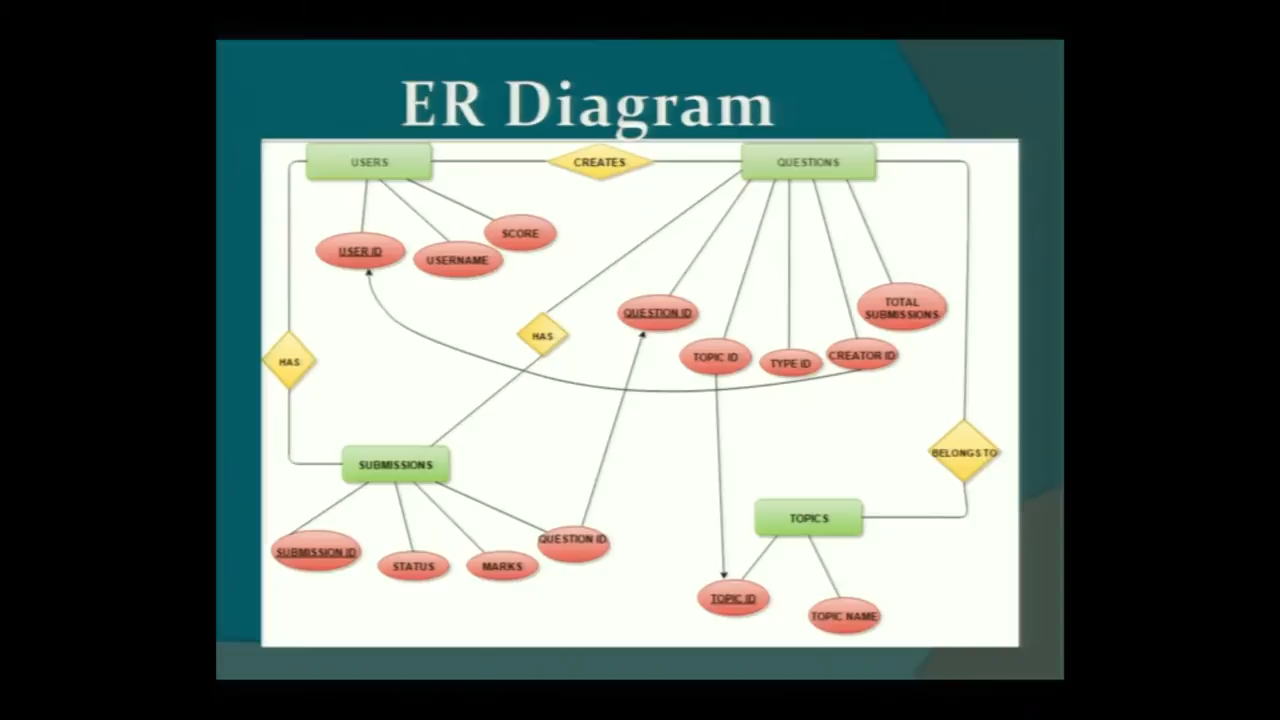 ER Diagram
USERS
CREATES
QUESTIONS
SCORE
USER ID
USERNAME
TOTAL
SUBMISSIONS
QUESTION ID
HAS
TOPIC ID
TYPE ID
CREATOR ID
HAS
BELONGS TO
SUBMISSIONS
TOPICS
QUESTION ID
SUBMISSION ID
STATUS
MARKS
TOPIC ID
TOPIC NAME